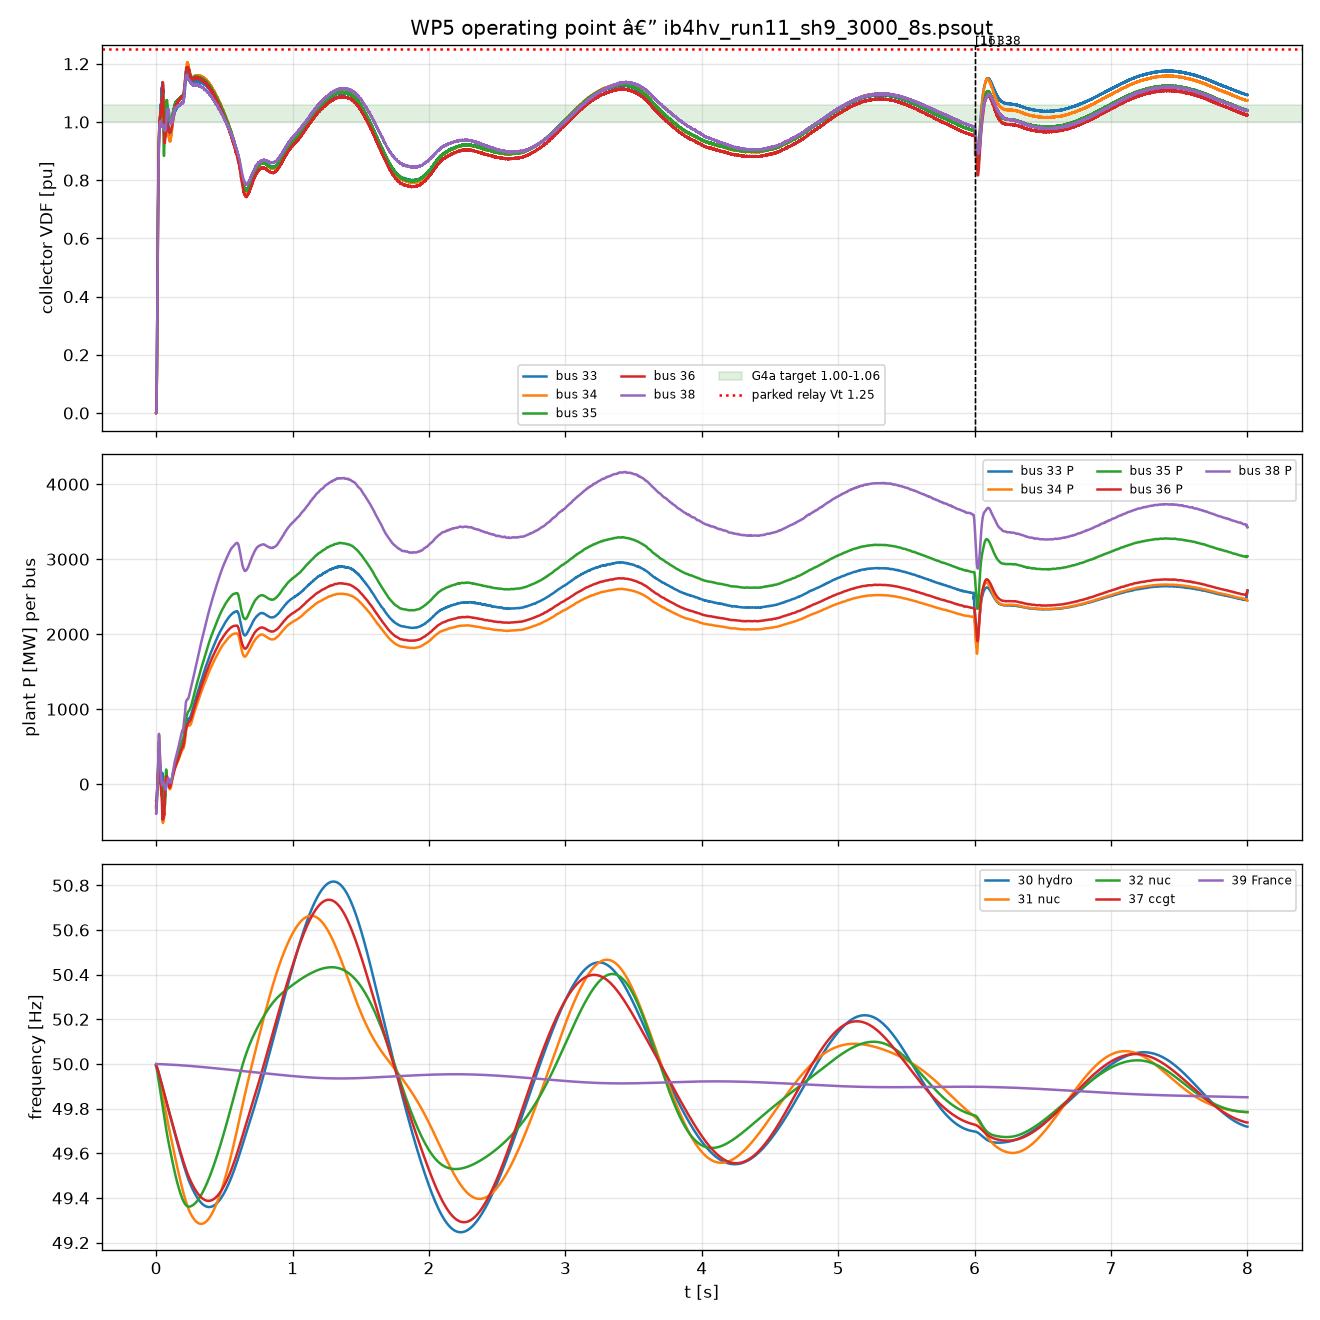 WP5 operating point â€” ib4hv_run11_sh9_3000_8s.psout
1.2
1.0
0.8
0.6
0.4
0.2
0.0
collector VDF [pu]
bus 33
bus 34
bus 35
bus 36
bus 38
G4a target 1.00-1.06
parked relay Vt 1.25
4000
3000
2000
1000
0
plant P [MW] per bus
bus 33 P
bus 34 P
bus 35 P
bus 36 P
bus 38 P
50.8
50.6
50.4
50.2
50.0
49.8
49.6
49.4
49.2
frequency [Hz]
30 hydro
31 nuc
32 nuc
37 ccgt
39 France
0 1 2 3 4 5 6 7 8
t [s]